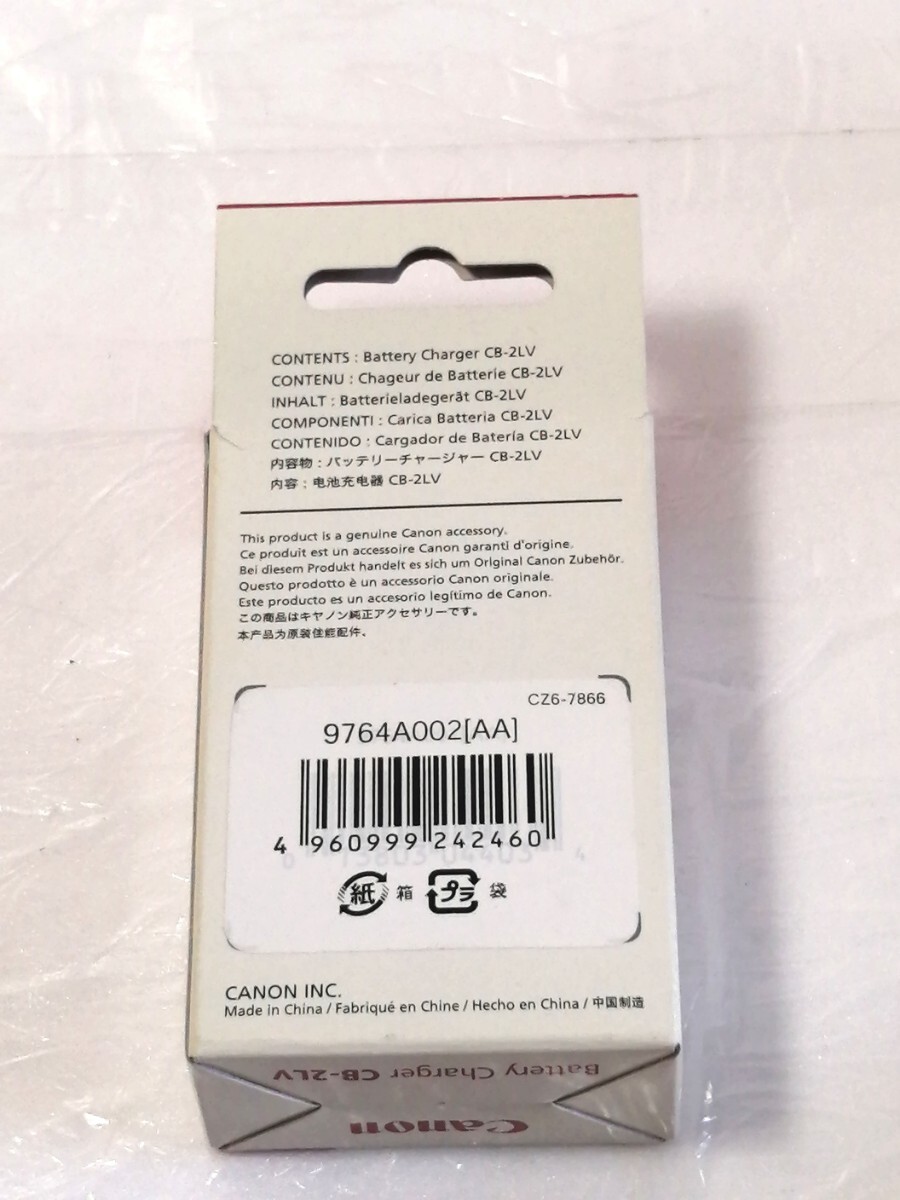 CONTENTS : Battery Charger CB-2LV
CONTENU : Chageur de Batterie CB-2LV
INHALT : Batterieladegerät CB-2LV
COMPONENTI : Carica Batteria CB-2LV
CONTENIDO : Cargador de Batería CB-2LV
内容物 : バッテリーチャージャー CB-2LV
内容 : 电池充电器 CB-2LV
This product is a genuine Canon accessory.
Ce produit est un accessoire Canon garanti d'origine.
Bei diesem Produkt handelt es sich um Original Canon Zubehör.
Questo prodotto è un accessorio Canon originale.
Este producto es un accesorio legítimo de Canon.
この商品はキヤノン純正アクセサリーです。
本产品为原装佳能配件。
CZ6-7866
9764A002[AA]
4 960999 242460
紙 箱 プラ 袋
CANON INC.
Made in China / Fabriqué en Chine / Hecho en China / 中国制造
Battery Charger CB-2LV
Canon